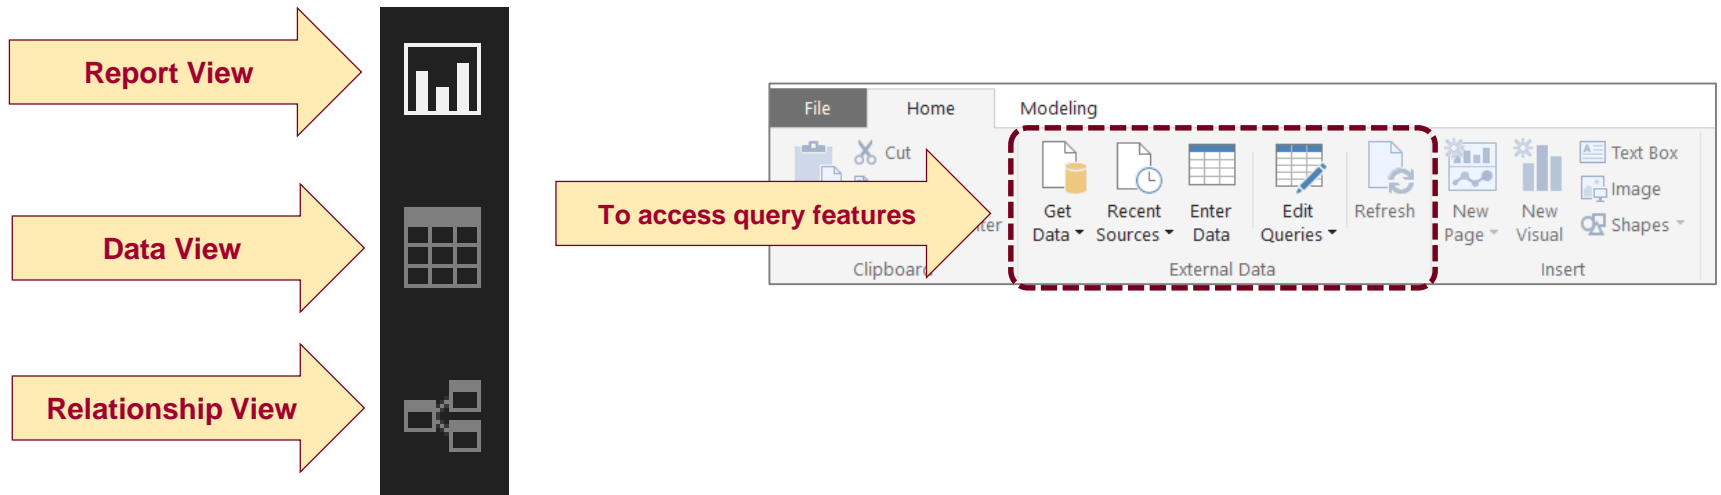 Report View
Data View
Relationship View
To access query features
File Home Modeling
Cut
Get Data
Recent Sources
Enter Data
Edit Queries
Refresh
New Page
New Visual
Text Box
Image
Shapes
External Data
Insert